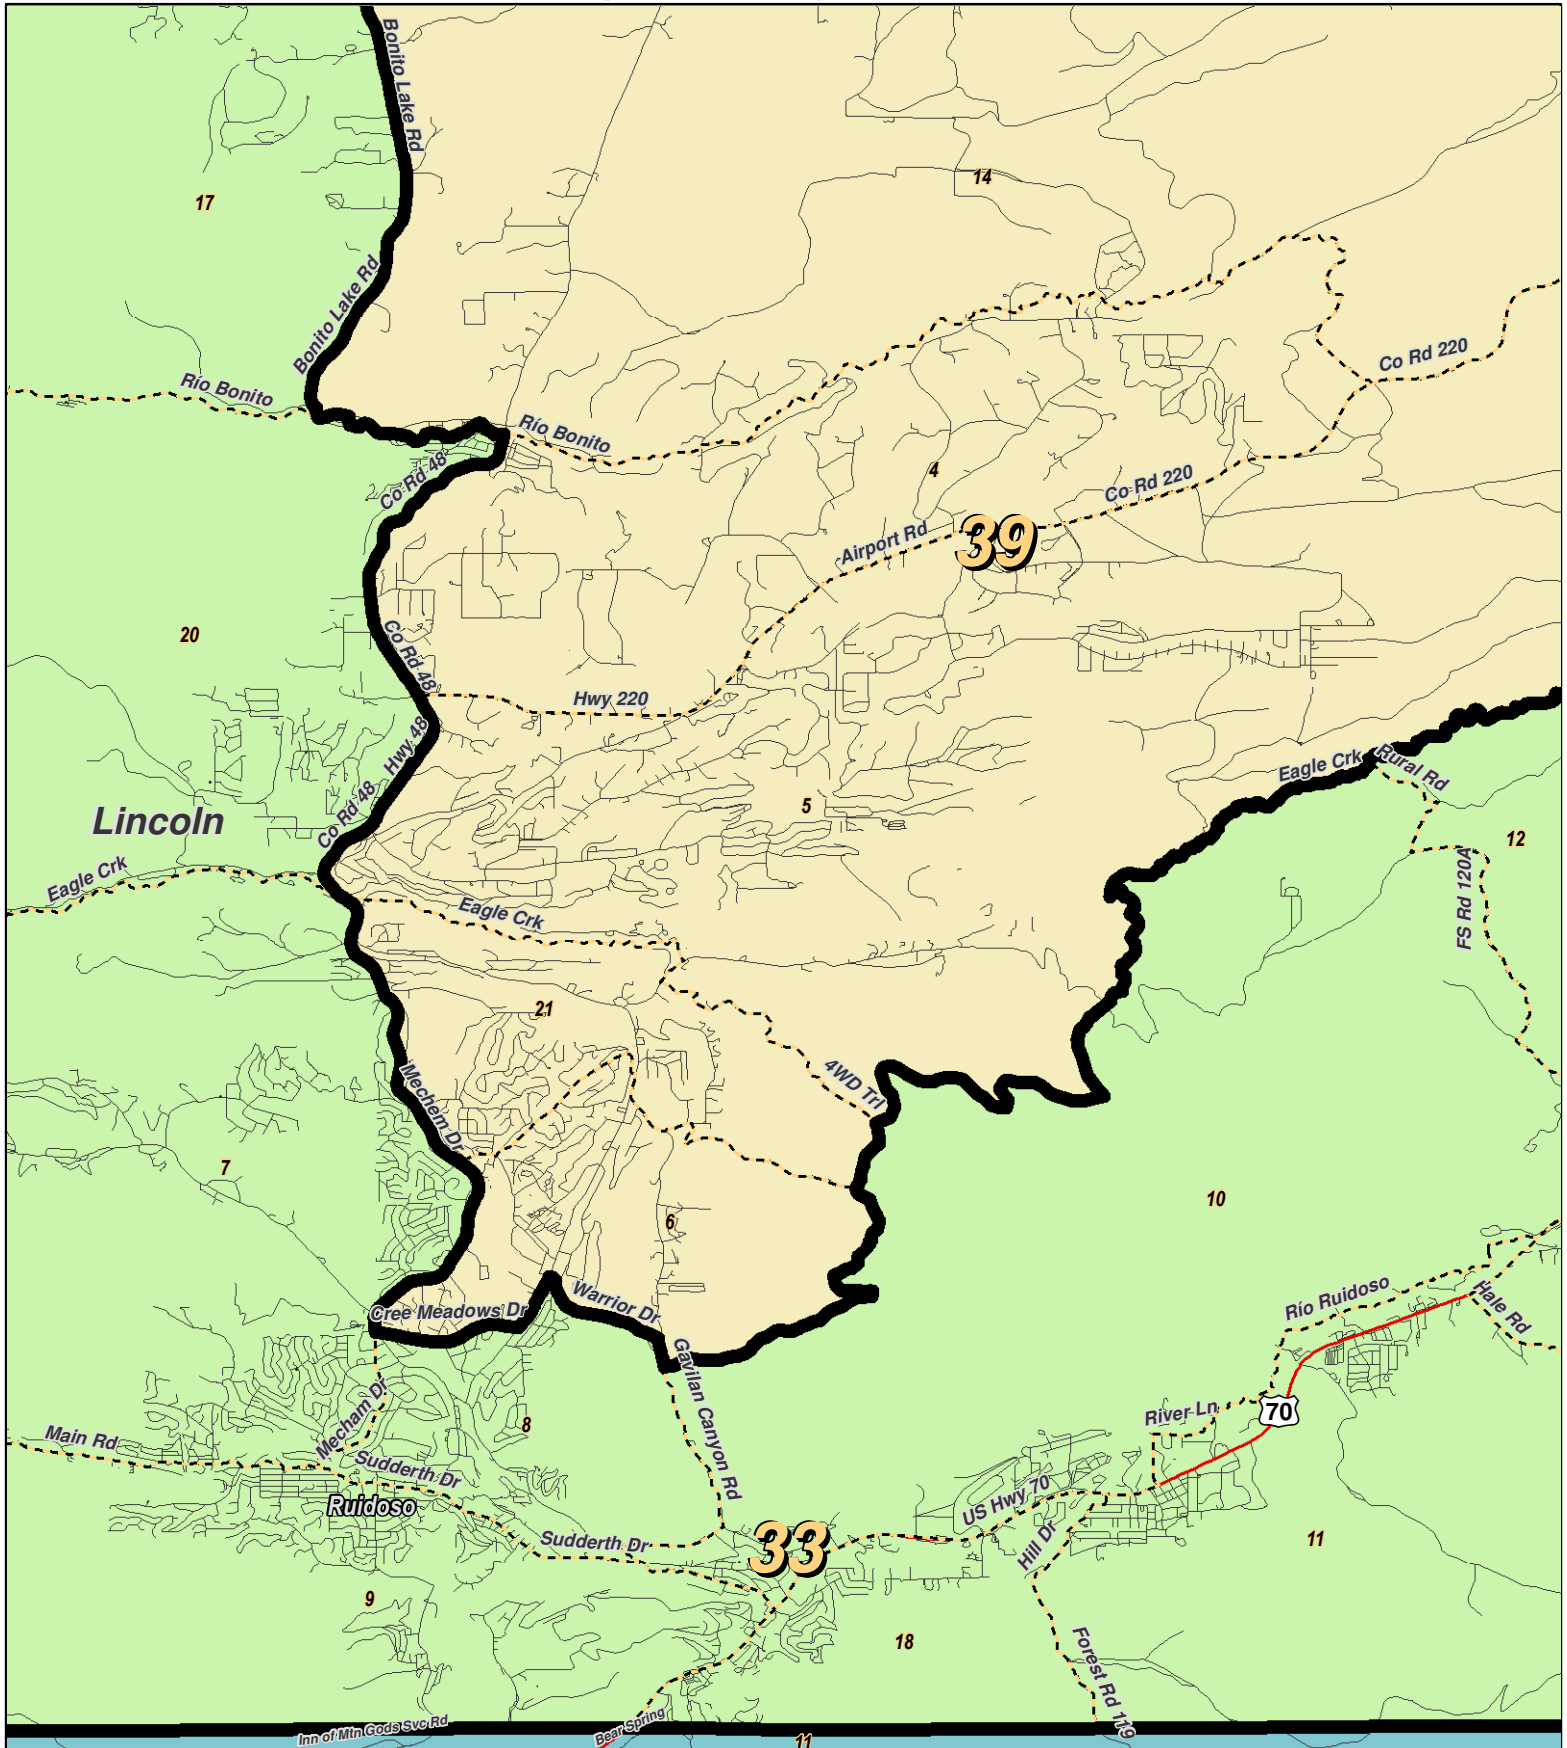 Bonito Lake Rd
14
17
Bonito Lake Rd
Co Rd 220
Río Bonito
Río Bonito
Co Rd 48
4
Co Rd 220
Airport Rd
39
20
Co Rd 48
Hwy 220
Hwy 48
Eagle Crk
Rural Rd
Co Rd 48
5
Lincoln
12
Eagle Crk
FS Rd 120A
Eagle Crk
21
4WD Trl
Mechem Dr
7
10
6
Río Ruidoso
Hale Rd
Cree Meadows Dr
Warrior Dr
Gavilan Canyon Rd
Mecham Dr
River Ln
70
8
Main Rd
Sudderth Dr
US Hwy 70
Ruidoso
Sudderth Dr
33
Hill Dr
11
9
18
Forest Rd 119
Inn of Mtn Gods Svc Rd
Bear Spring
11